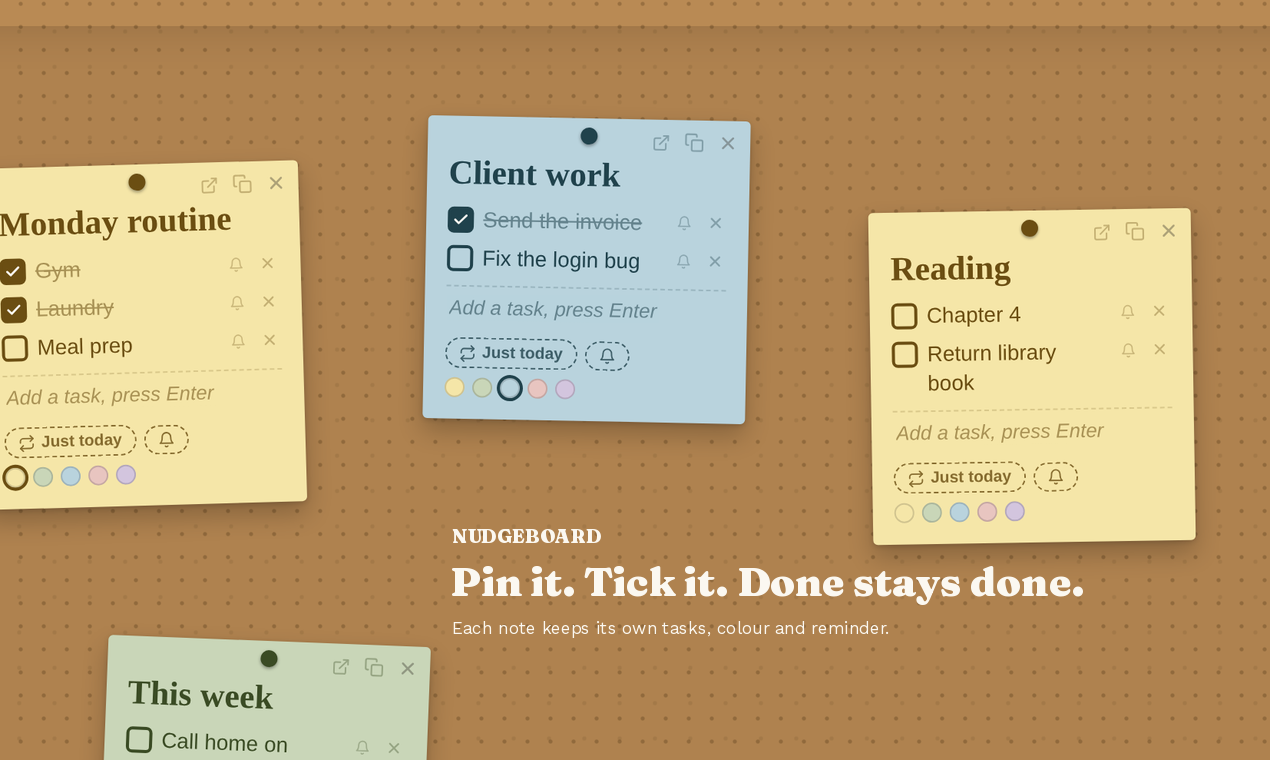 Monday routine
Gym
Laundry
Meal prep
Add a task, press Enter
Just today
Client work
Send the invoice
Fix the login bug
Add a task, press Enter
Just today
Reading
Chapter 4
Return library
book
Add a task, press Enter
Just today
NUDGEBOARD
Pin it. Tick it. Done stays done.
Each note keeps its own tasks, colour and reminder.
This week
Call home on